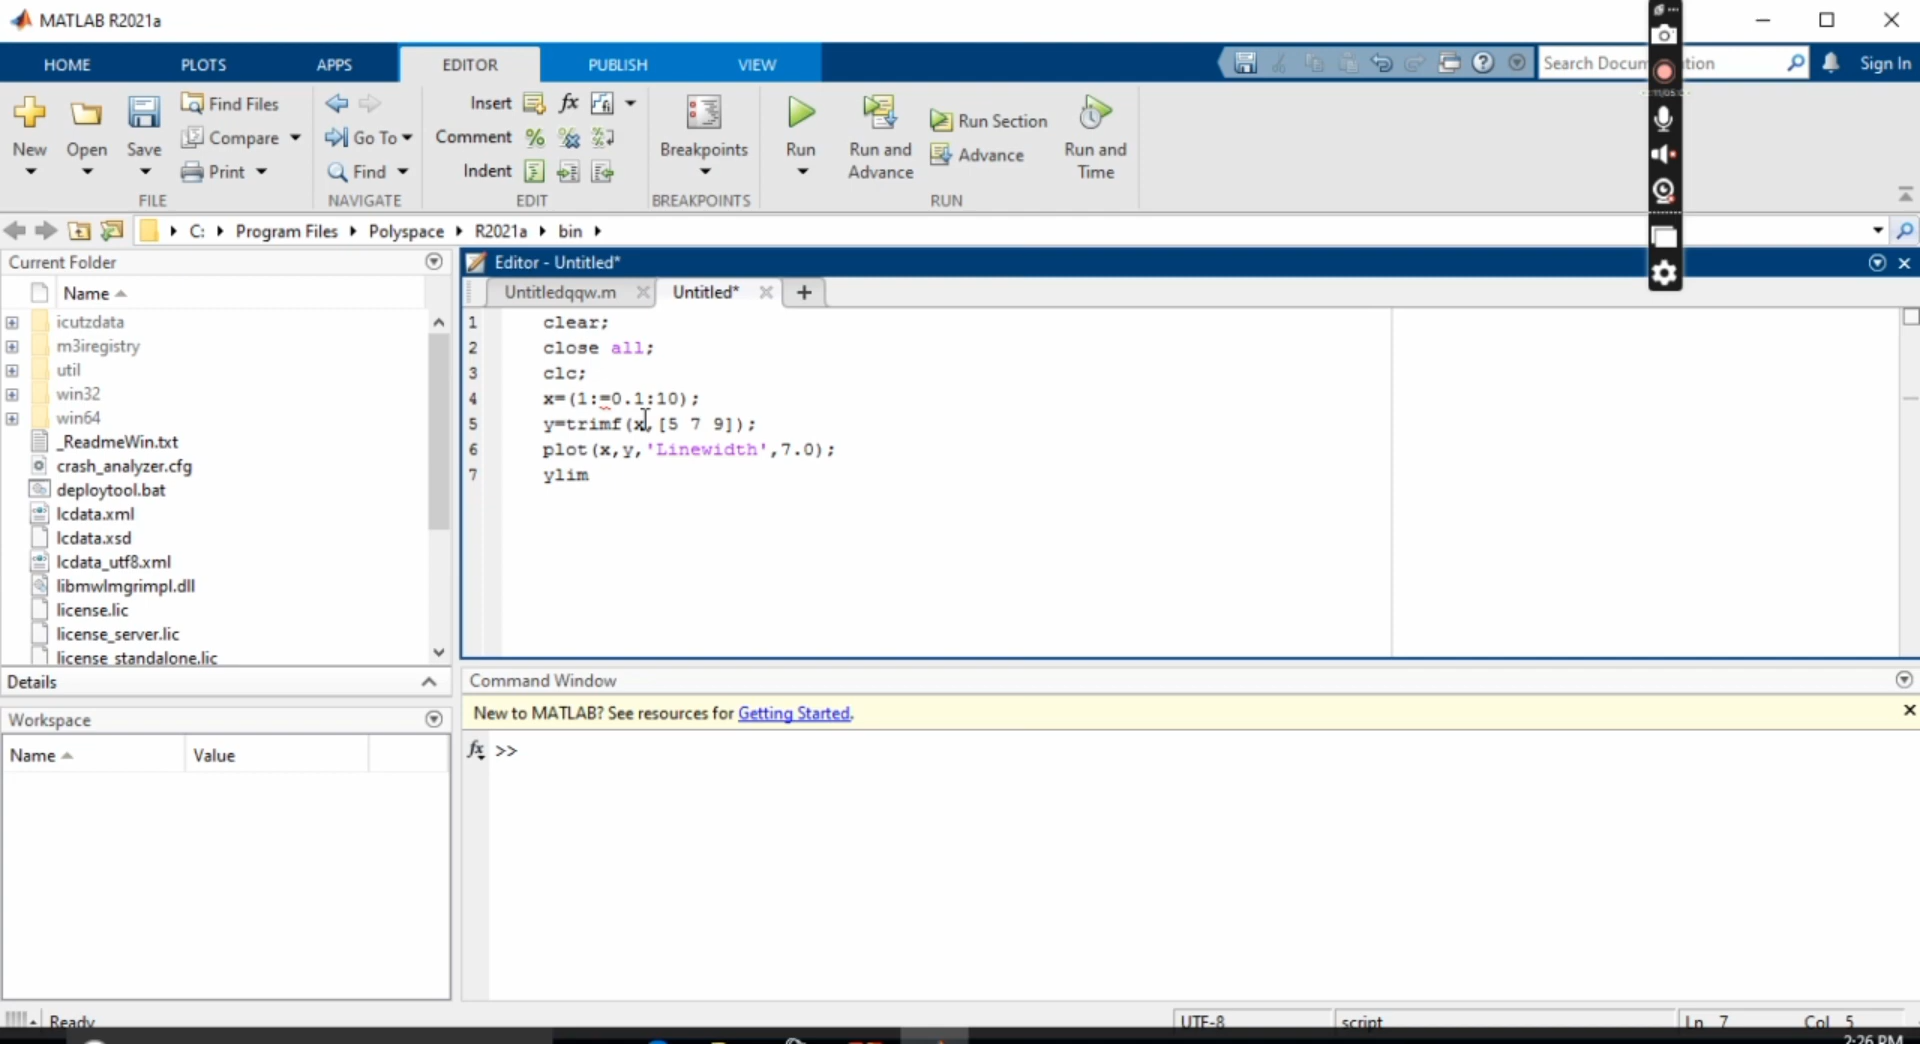 MATLAB R2021a
HOME PLOTS APPS EDITOR PUBLISH VIEW
Sign In
New
Open
Save
Find Files
Compare
Print
FILE
Go To
Find
NAVIGATE
Insert
Comment
Indent
EDIT
Breakpoints
BREAKPOINTS
Run
Run and
Advance
Run Section
Advance
Run and
Time
RUN
C: Program Files Polyspace R2021a bin
Current Folder
Name
icutzdata
m3iregistry
util
win32
win64
_ReadmeWin.txt
crash_analyzer.cfg
deploytool.bat
lcdata.xml
lcdata.xsd
lcdata_utf8.xml
libmwlmgrimpl.dll
license.lic
license_server.lic
license_standalone.lic
Details
Workspace
Name Value
Editor - Untitled*
Untitledqqw.m Untitled* +
1 clear;
2 close all;
3 clc;
4 x=(1:=0.1:10);
5 y=trimf(x,[5 7 9]);
6 plot(x,y,'Linewidth',7.0);
7 ylim
Command Window
New to MATLAB? See resources for Getting Started.
fx >>
Ready
UTF-8 script Ln 7 Col 5
2:26 PM